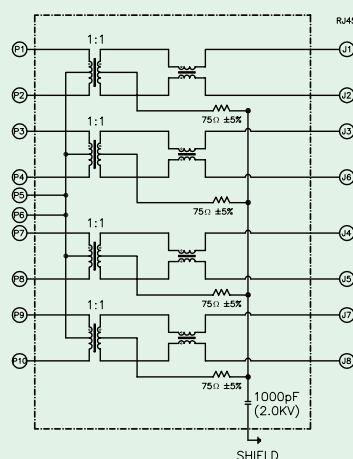 RJ45
1:1
P1
J1
P2
J2
75Ω ±5%
1:1
P3
J3
P4
J6
P5
75Ω ±5%
P6
1:1
P7
J4
P8
J5
75Ω ±5%
1:1
P9
J7
P10
J8
75Ω ±5%
1000pF
(2.0KV)
SHIELD